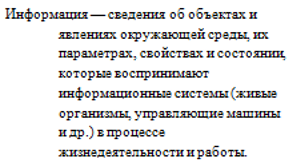 Информация — сведения об объектах и
явлениях окружающей среды, их
параметрах, свойствах и состоянии,
которые воспринимают
информационные системы (живые
организмы, управляющие машины
и др.) в процессе
жизнедеятельности и работы.